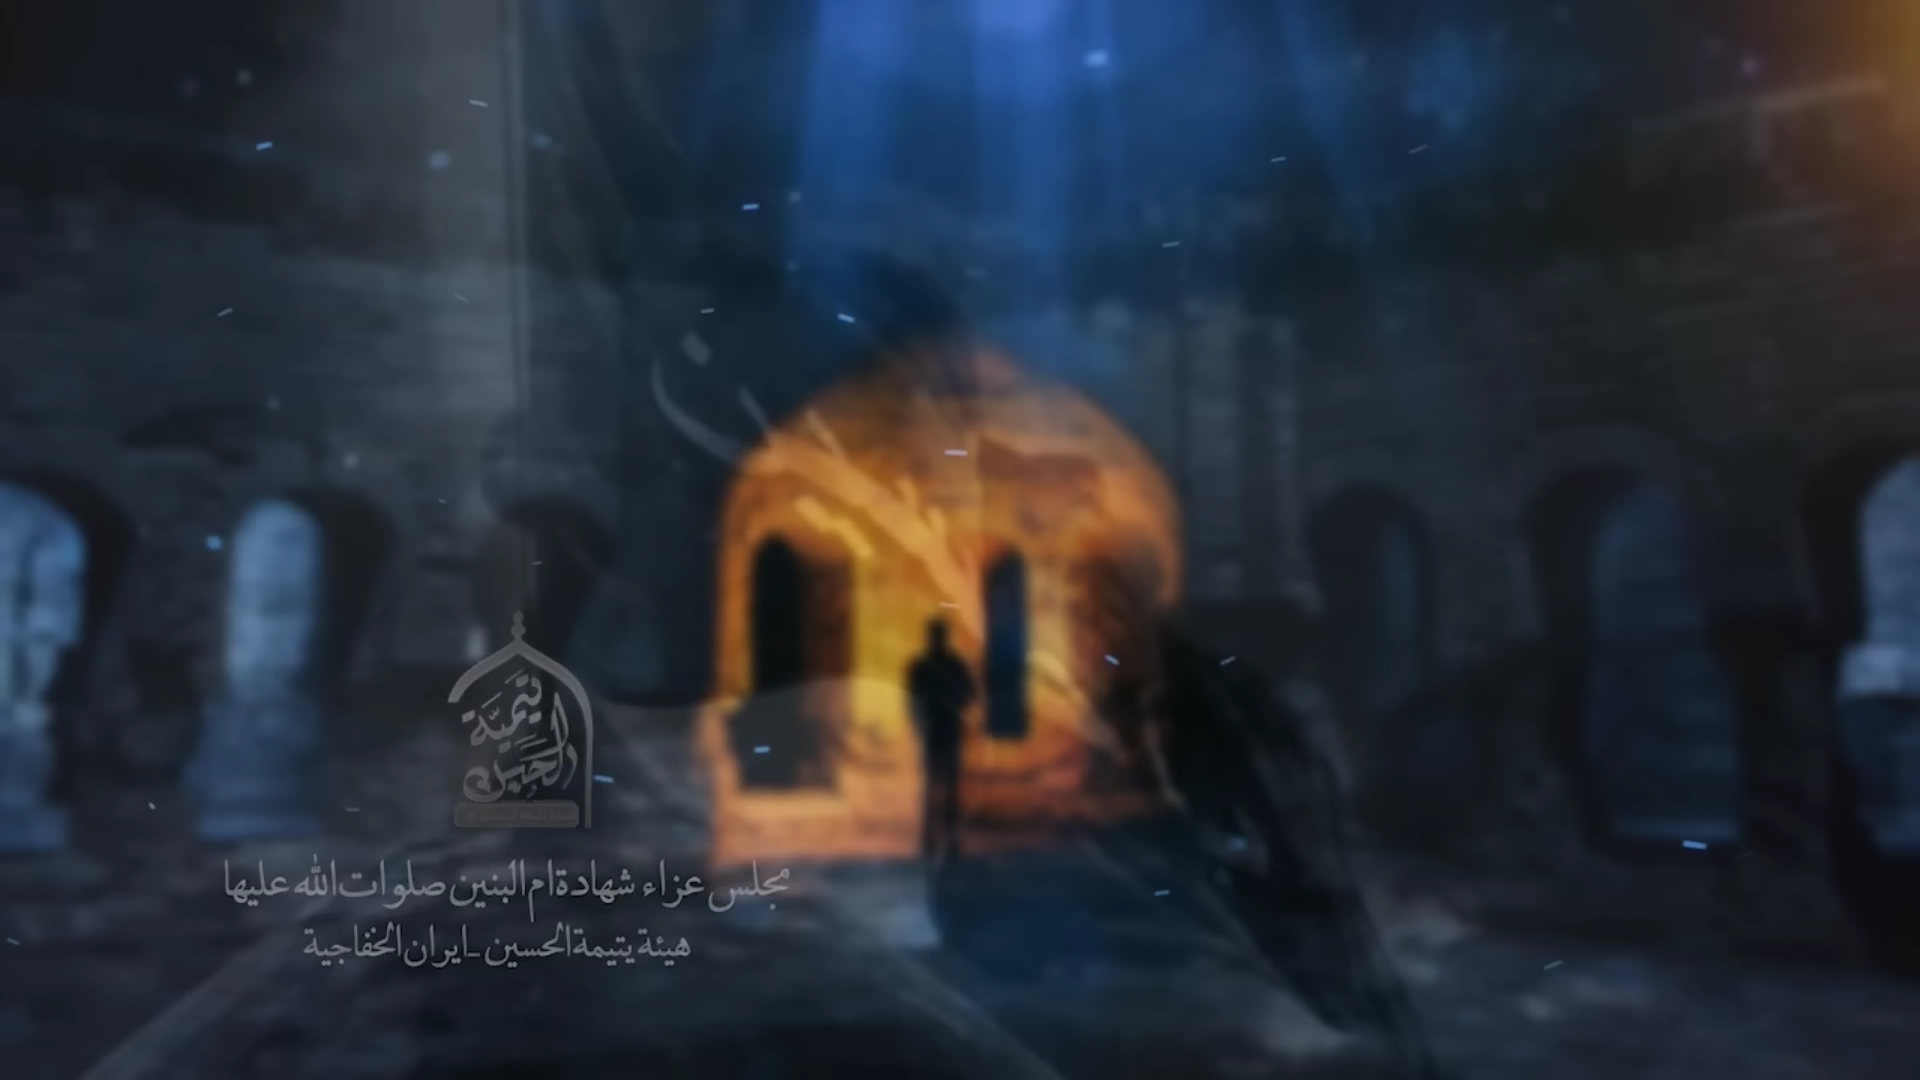 يتيمة
الحسين
مجلس عزاء شهادة ام البنين صلوات الله عليها
هيئة يتيمة الحسين - ايران الخفاجية